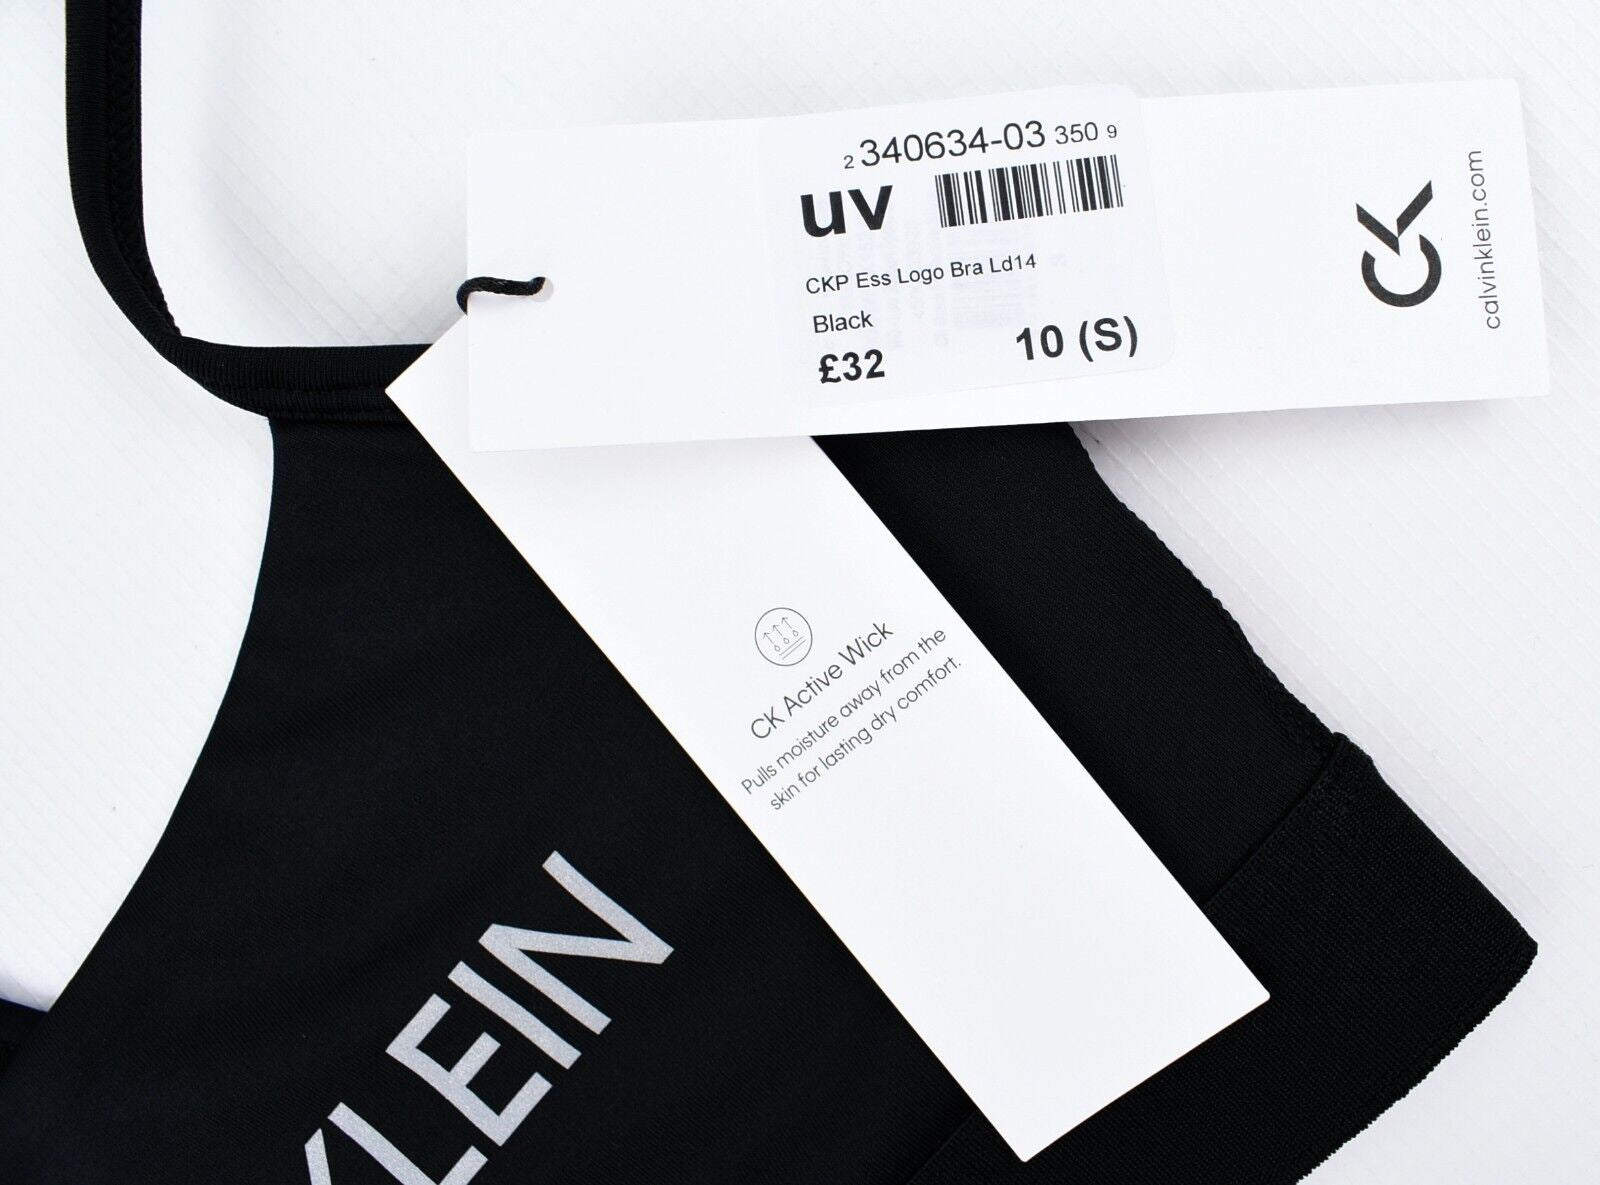 2 340634-03 350 9
uv
CKP Ess Logo Bra Ld14
Black
£32
10 (S)
CK
calvinklein.com
CK Active Wick
Pulls moisture away from the
skin for lasting dry comfort.
KLEIN